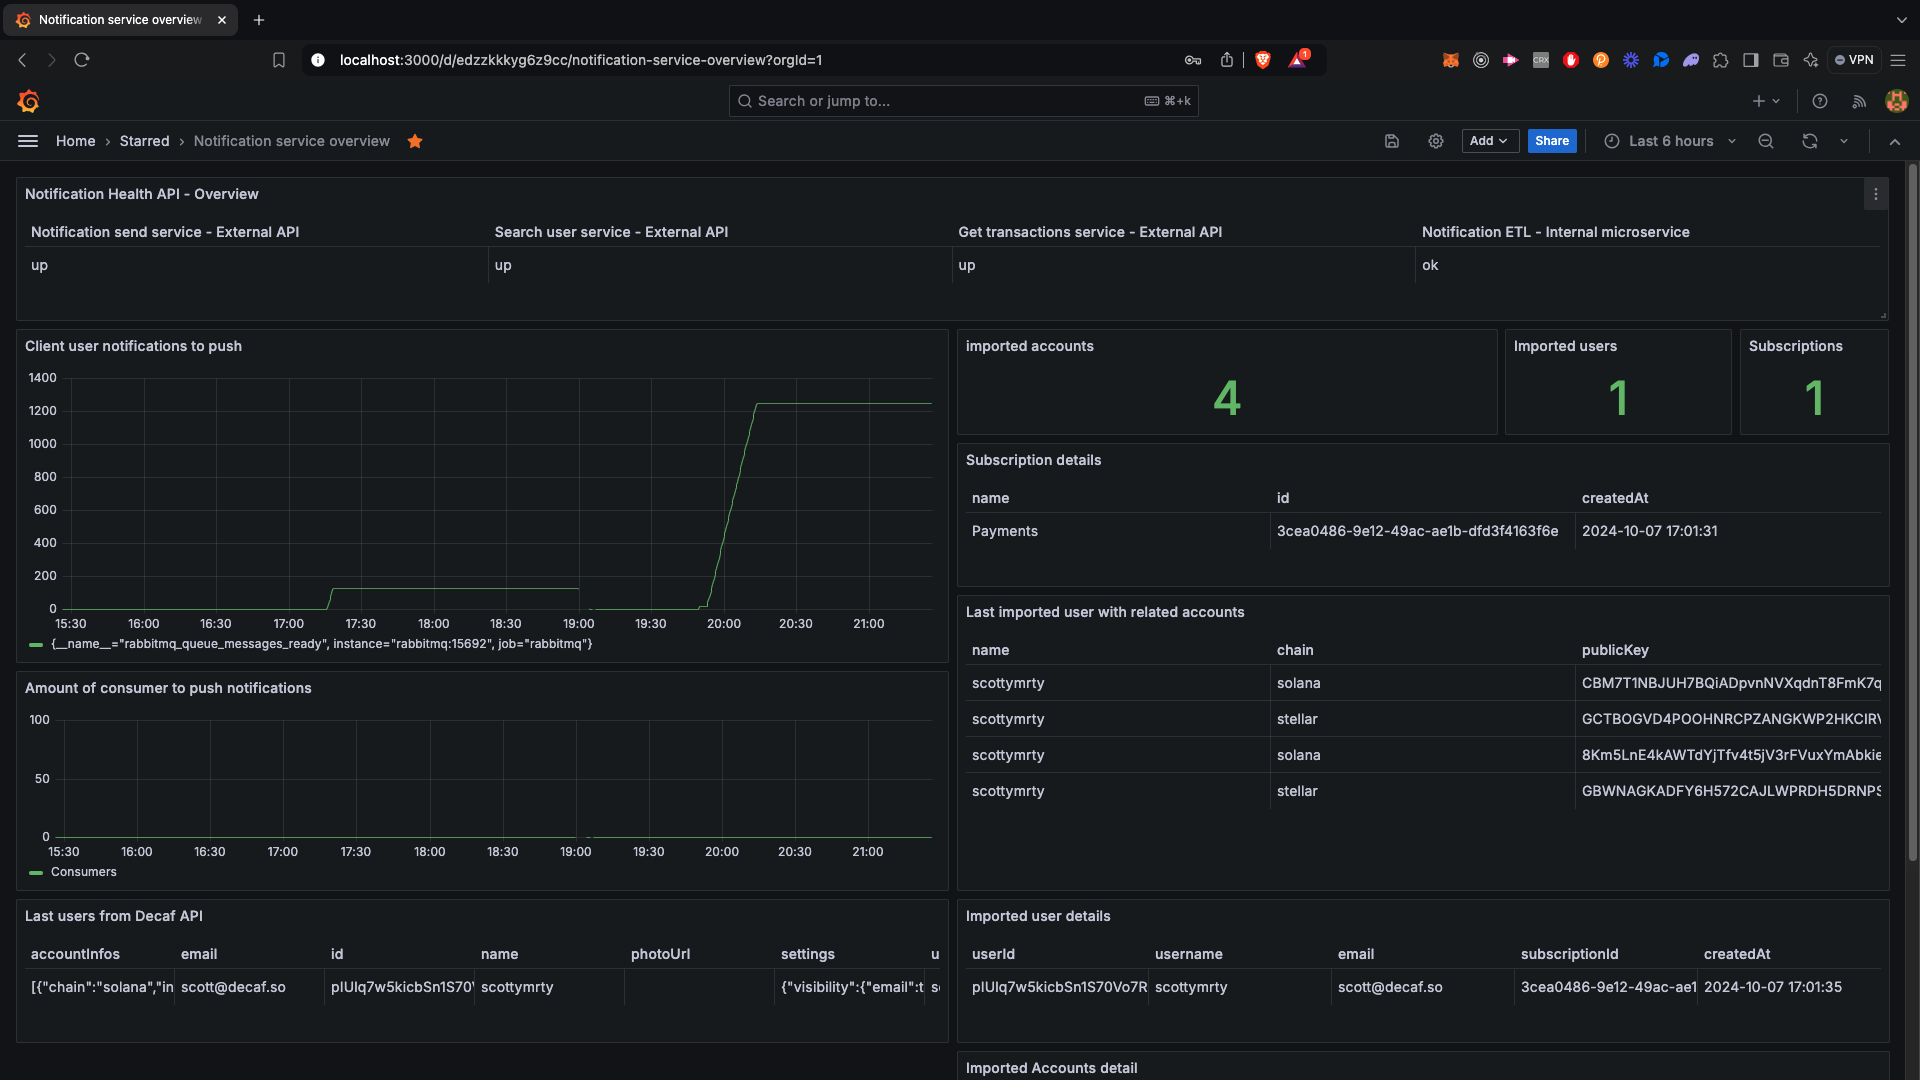 Notification service overview
localhost:3000/d/edzzkkkyg6z9cc/notification-service-overview?orgId=1
1
CRX
VPN
Search or jump to...
⌘+k
Home › Starred › Notification service overview
Add
Share
Last 6 hours
Notification Health API - Overview
Notification send service - External API
Search user service - External API
Get transactions service - External API
Notification ETL - Internal microservice
up
up
up
ok
Client user notifications to push
1400
1200
1000
800
600
400
200
0
15:30 16:00 16:30 17:00 17:30 18:00 18:30 19:00 19:30 20:00 20:30 21:00
{__name__="rabbitmq_queue_messages_ready", instance="rabbitmq:15692", job="rabbitmq"}
imported accounts
4
Imported users
1
Subscriptions
1
Subscription details
name id createdAt
Payments 3cea0486-9e12-49ac-ae1b-dfd3f4163f6e 2024-10-07 17:01:31
Last imported user with related accounts
name chain publicKey
scottymrty solana CBM7T1NBJUH7BQiADpvnNVXqdnT8FmK7q
scottymrty stellar GCTBOGVD4POOHNRCPZANGKWP2HKCIRV
scottymrty solana 8Km5LnE4kAWTdYjTfv4t5jV3rFVuxYmAbkie
scottymrty stellar GBWNAGKADFY6H572CAJLWPRDH5DRNPS
Amount of consumer to push notifications
100
50
0
15:30 16:00 16:30 17:00 17:30 18:00 18:30 19:00 19:30 20:00 20:30 21:00
Consumers
Last users from Decaf API
accountInfos email id name photoUrl settings u
[{"chain":"solana","in scott@decaf.so pIUIq7w5kicbSn1S70V scottymrty {"visibility":{"email":t
Imported user details
userId username email subscriptionId createdAt
pIUIq7w5kicbSn1S70Vo7R scottymrty scott@decaf.so 3cea0486-9e12-49ac-ae1 2024-10-07 17:01:35
Imported Accounts detail